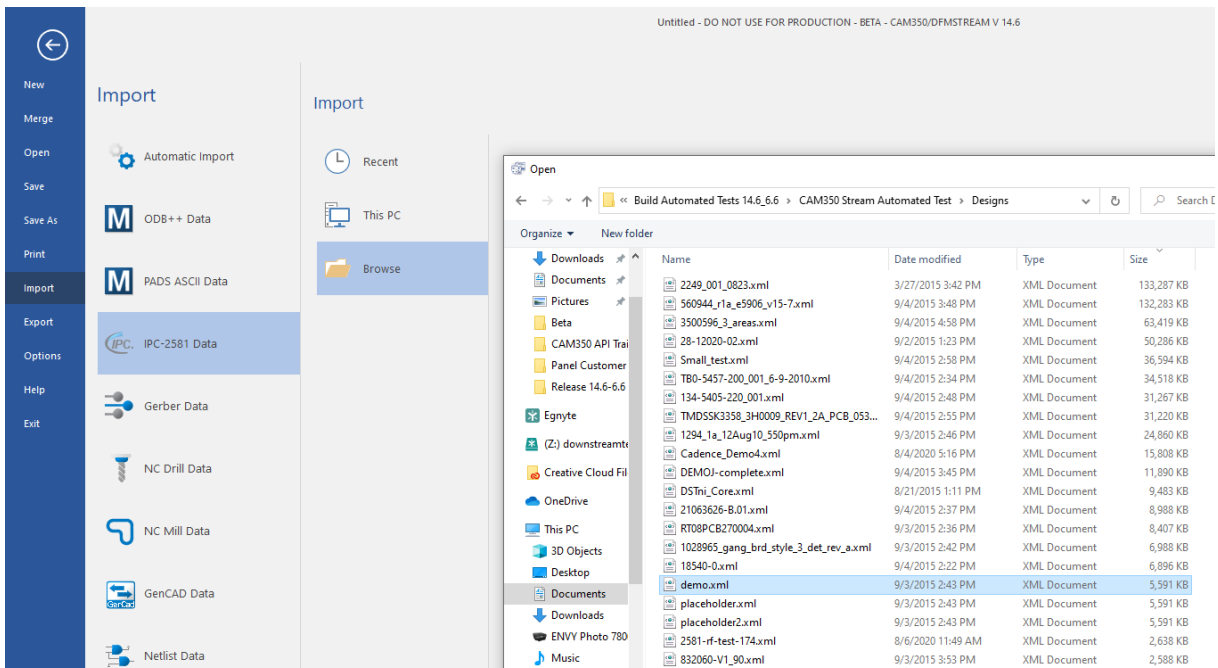 Untitled - DO NOT USE FOR PRODUCTION - BETA - CAM350/DFMSTREAM V 14.6
New
Merge
Open
Save
Save As
Print
Import
Export
Options
Help
Exit
Import
Automatic Import
M ODB++ Data
M PADS ASCII Data
IPC. IPC-2581 Data
Gerber Data
NC Drill Data
NC Mill Data
GenCad GenCAD Data
Netlist Data
Import
Recent
This PC
Browse
Open
« Build Automated Tests 14.6_6.6 › CAM350 Stream Automated Test › Designs
Search D
Organize New folder
Downloads
Documents
Pictures
Beta
CAM350 API Trai
Panel Customer
Release 14.6-6.6
Egnyte
(Z:) downstreamte
Creative Cloud Fil
OneDrive
This PC
3D Objects
Desktop
Documents
Downloads
ENVY Photo 780
Music
Name Date modified Type Size
2249_001_0823.xml 3/27/2015 3:42 PM XML Document 133,287 KB
560944_r1a_e5906_v15-7.xml 9/4/2015 3:48 PM XML Document 132,283 KB
3500596_3_areas.xml 9/4/2015 4:58 PM XML Document 63,419 KB
28-12020-02.xml 9/2/2015 1:23 PM XML Document 50,286 KB
Small_test.xml 9/4/2015 2:58 PM XML Document 36,594 KB
TB0-5457-200_001_6-9-2010.xml 9/4/2015 2:34 PM XML Document 34,518 KB
134-5405-220_001.xml 9/4/2015 2:48 PM XML Document 31,267 KB
TMDSSK3358_3H0009_REV1_2A_PCB_053... 9/4/2015 2:55 PM XML Document 31,220 KB
1294_1a_12Aug10_550pm.xml 9/3/2015 2:46 PM XML Document 24,860 KB
Cadence_Demo4.xml 8/4/2020 5:16 PM XML Document 15,808 KB
DEMOJ-complete.xml 9/4/2015 3:45 PM XML Document 11,890 KB
DSTni_Core.xml 8/21/2015 1:11 PM XML Document 9,483 KB
21063626-B.01.xml 9/4/2015 2:37 PM XML Document 8,988 KB
RT08PCB270004.xml 9/3/2015 2:36 PM XML Document 8,407 KB
1028965_gang_brd_style_3_det_rev_a.xml 9/3/2015 2:42 PM XML Document 6,988 KB
18540-0.xml 9/4/2015 2:22 PM XML Document 6,896 KB
demo.xml 9/3/2015 2:43 PM XML Document 5,591 KB
placeholder.xml 9/3/2015 2:43 PM XML Document 5,591 KB
placeholder2.xml 9/3/2015 2:43 PM XML Document 5,591 KB
2581-rf-test-174.xml 8/6/2020 11:49 AM XML Document 2,638 KB
832060-V1_90.xml 9/3/2015 3:53 PM XML Document 2,588 KB